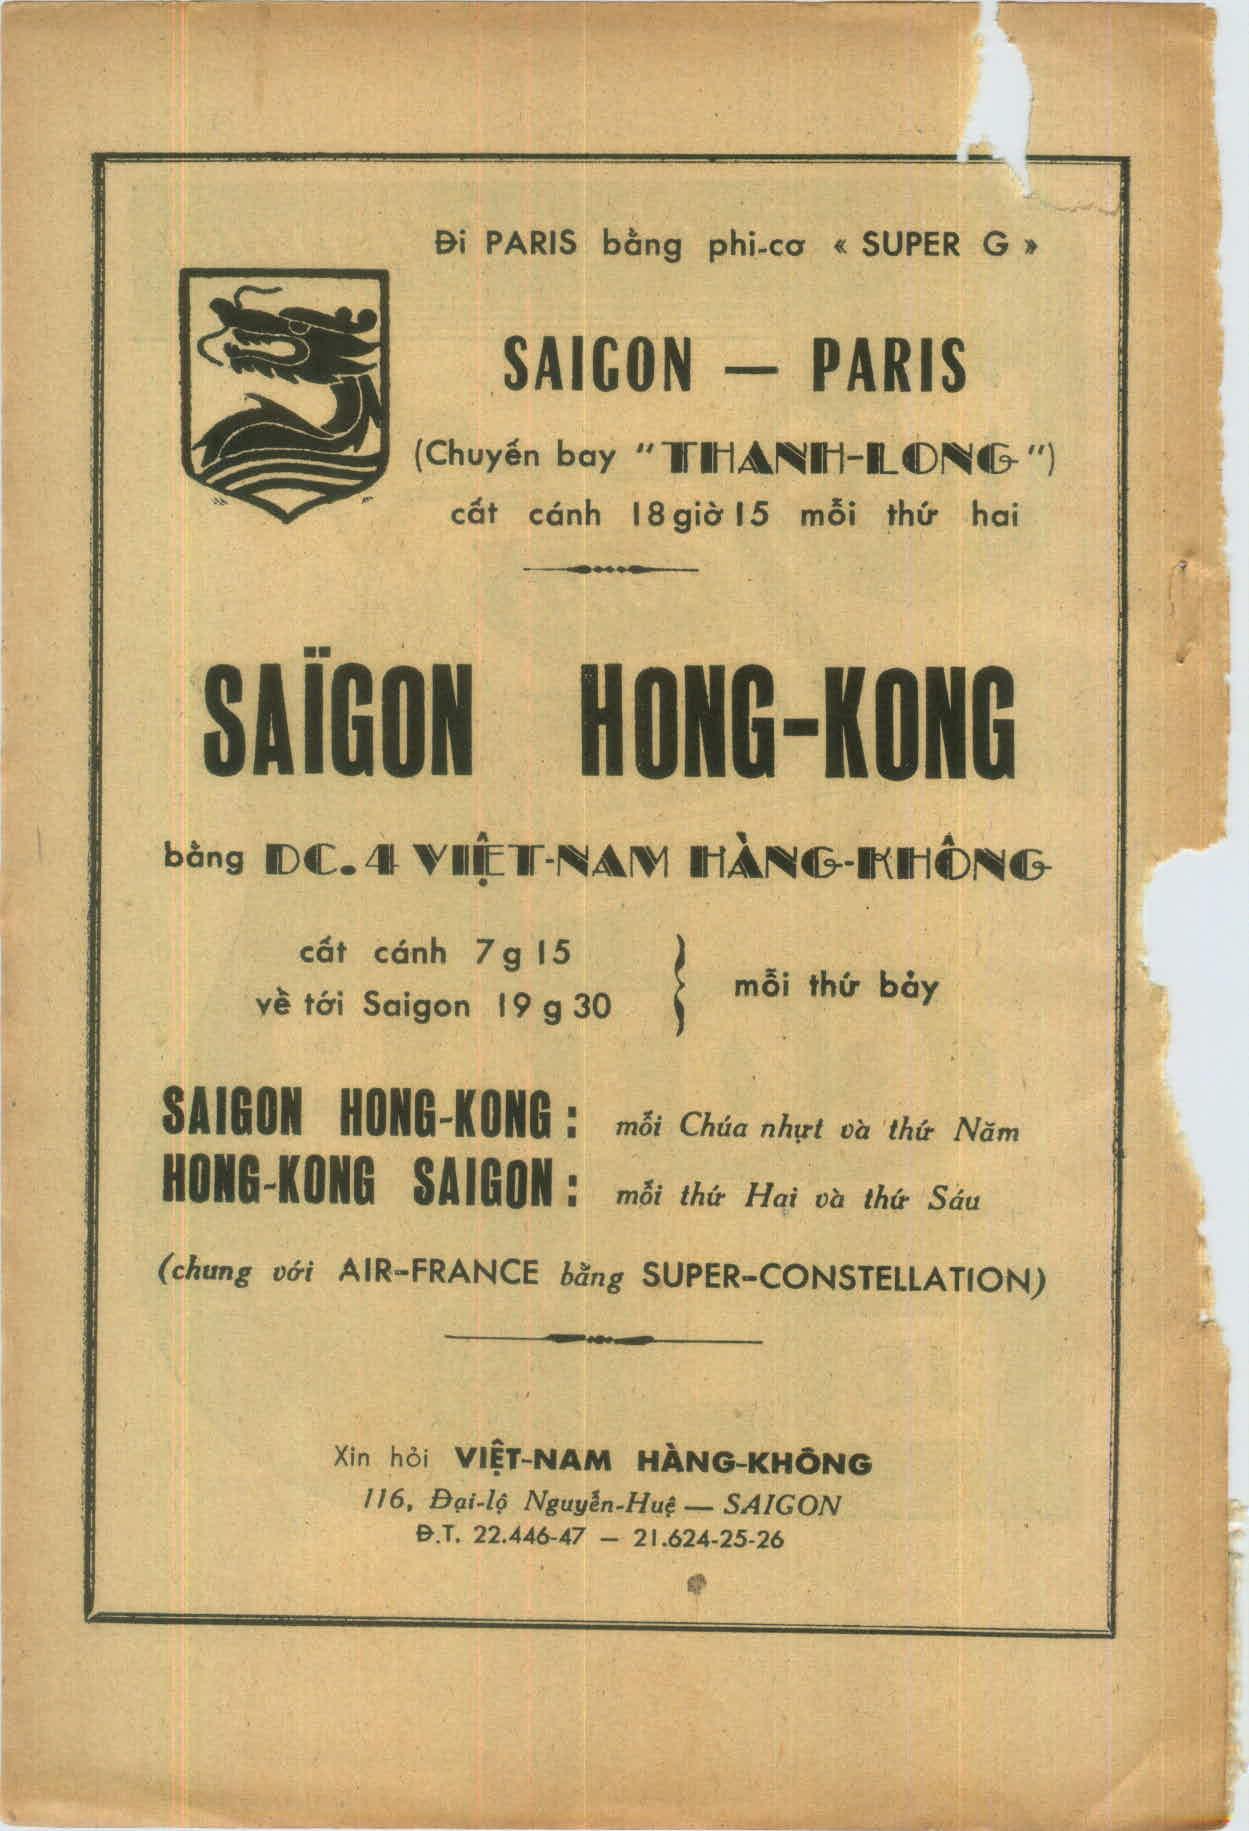 Đi PARIS bằng phi-cơ « SUPER G »
SAIGON — PARIS
(Chuyến bay "THANH-LONG")
cất cánh 18 giờ 15 mỗi thứ hai
SAÏGON HONG-KONG
bằng DC.4 VIỆT-NAM HÀNG-KHÔNG
cất cánh 7 g 15
về tới Saigon 19 g 30
} mỗi thứ bảy
SAIGON HONG-KONG : mỗi Chúa nhựt và thứ Năm
HONG-KONG SAIGON : mỗi thứ Hai và thứ Sáu
(chung với AIR-FRANCE bằng SUPER-CONSTELLATION)
Xin hỏi VIỆT-NAM HÀNG-KHÔNG
116, Đại-lộ Nguyễn-Huệ — SAIGON
Đ.T. 22.446-47 — 21.624-25-26